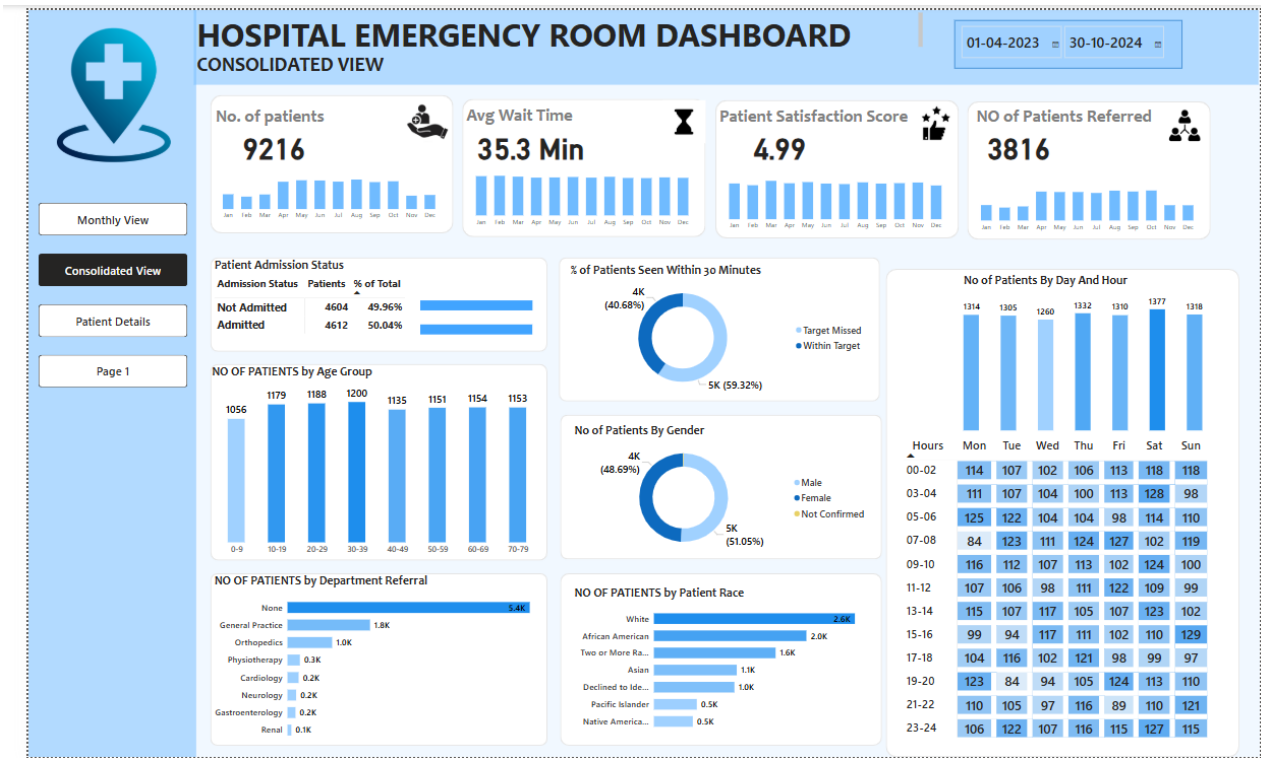 HOSPITAL EMERGENCY ROOM DASHBOARD
CONSOLIDATED VIEW
01-04-2023 30-10-2024
Monthly View
Consolidated View
Patient Details
Page 1
No. of patients
9216
Jan Feb Mar Apr May Jun Jul Aug Sep Oct Nov Dec
Avg Wait Time
35.3 Min
Jan Feb Mar Apr May Jun Jul Aug Sep Oct Nov Dec
Patient Satisfaction Score
4.99
Jan Feb Mar Apr May Jun Jul Aug Sep Oct Nov Dec
NO of Patients Referred
3816
Jan Feb Mar Apr May Jun Jul Aug Sep Oct Nov Dec
Patient Admission Status
Admission Status Patients % of Total
Not Admitted 4604 49.96%
Admitted 4612 50.04%
NO OF PATIENTS by Age Group
1056 1179 1188 1200 1135 1151 1154 1153
0-9 10-19 20-29 30-39 40-49 50-59 60-69 70-79
NO OF PATIENTS by Department Referral
None 5.4K
General Practice 1.8K
Orthopedics 1.0K
Physiotherapy 0.3K
Cardiology 0.2K
Neurology 0.2K
Gastroenterology 0.2K
Renal 0.1K
% of Patients Seen Within 30 Minutes
4K
(40.68%)
Target Missed
Within Target
5K (59.32%)
No of Patients By Gender
4K
(48.69%)
Male
Female
Not Confirmed
5K
(51.05%)
NO OF PATIENTS by Patient Race
White 2.6K
African American 2.0K
Two or More Ra... 1.6K
Asian 1.1K
Declined to Ide... 1.0K
Pacific Islander 0.5K
Native America... 0.5K
No of Patients By Day And Hour
1314 1305 1260 1332 1310 1377 1318
Hours Mon Tue Wed Thu Fri Sat Sun
00-02 114 107 102 106 113 118 118
03-04 111 107 104 100 113 128 98
05-06 125 122 104 104 98 114 110
07-08 84 123 111 124 127 102 119
09-10 116 112 107 113 102 124 100
11-12 107 106 98 111 122 109 99
13-14 115 107 117 105 107 123 102
15-16 99 94 117 111 102 110 129
17-18 104 116 102 121 98 99 97
19-20 123 84 94 105 124 113 110
21-22 110 105 97 116 89 110 121
23-24 106 122 107 116 115 127 115